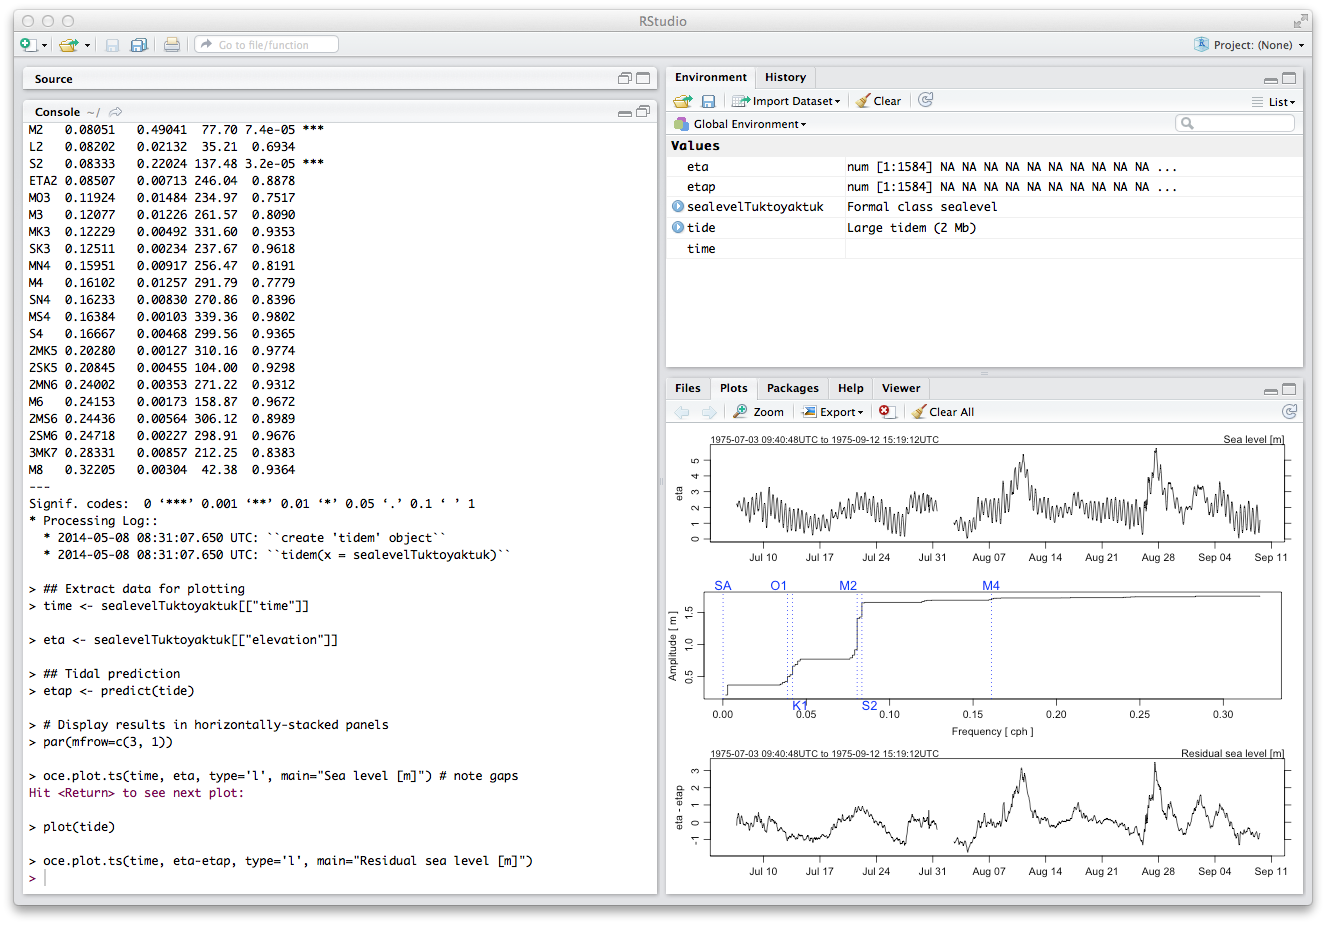 RStudio
Go to file/function
Project: (None)
Source
Console ~/
M2 0.08051 0.49041 77.70 7.4e-05 ***
L2 0.08202 0.02132 35.21 0.6934
S2 0.08333 0.22024 137.48 3.2e-05 ***
ETA2 0.08507 0.00713 246.04 0.8878
MO3 0.11924 0.01484 234.97 0.7517
M3 0.12077 0.01226 261.57 0.8090
MK3 0.12229 0.00492 331.60 0.9353
SK3 0.12511 0.00234 237.67 0.9618
MN4 0.15951 0.00917 256.47 0.8191
M4 0.16102 0.01257 291.79 0.7779
SN4 0.16233 0.00830 270.86 0.8396
MS4 0.16384 0.00103 339.36 0.9802
S4 0.16667 0.00468 299.56 0.9365
2MK5 0.20280 0.00127 310.16 0.9774
2SK5 0.20845 0.00455 104.00 0.9298
2MN6 0.24002 0.00353 271.22 0.9312
M6 0.24153 0.00173 158.87 0.9672
2MS6 0.24436 0.00564 306.12 0.8989
2SM6 0.24718 0.00227 298.91 0.9676
3MK7 0.28331 0.00857 212.25 0.8383
M8 0.32205 0.00304 42.38 0.9364
---
Signif. codes: 0 ‘***’ 0.001 ‘**’ 0.01 ‘*’ 0.05 ‘.’ 0.1 ‘ ’ 1
* Processing Log::
* 2014-05-08 08:31:07.650 UTC: ``create 'tidem' object``
* 2014-05-08 08:31:07.650 UTC: ``tidem(x = sealevelTuktoyaktuk)``
> ## Extract data for plotting
> time <- sealevelTuktoyaktuk[["time"]]
> eta <- sealevelTuktoyaktuk[["elevation"]]
> ## Tidal prediction
> etap <- predict(tide)
> # Display results in horizontally-stacked panels
> par(mfrow=c(3, 1))
> oce.plot.ts(time, eta, type='l', main="Sea level [m]") # note gaps
Hit <Return> to see next plot:
> plot(tide)
> oce.plot.ts(time, eta-etap, type='l', main="Residual sea level [m]")
>
Environment History
Import Dataset Clear List
Global Environment
Values
eta num [1:1584] NA NA NA NA NA NA NA NA NA NA ...
etap num [1:1584] NA NA NA NA NA NA NA NA NA NA ...
sealevelTuktoyaktuk Formal class sealevel
tide Large tidem (2 Mb)
time
Files Plots Packages Help Viewer
Zoom Export Clear All
1975-07-03 09:40:48UTC to 1975-09-12 15:19:12UTC Sea level [m]
eta
5
4
3
2
1
0
Jul 10 Jul 17 Jul 24 Jul 31 Aug 07 Aug 14 Aug 21 Aug 28 Sep 04 Sep 11
SA O1 M2 M4
Amplitude [ m ]
1.5
1.0
0.5
K1 S2
0.00 0.05 0.10 0.15 0.20 0.25 0.30
Frequency [ cph ]
1975-07-03 09:40:48UTC to 1975-09-12 15:19:12UTC Residual sea level [m]
eta - etap
3
2
1
0
-1
Jul 10 Jul 17 Jul 24 Jul 31 Aug 07 Aug 14 Aug 21 Aug 28 Sep 04 Sep 11